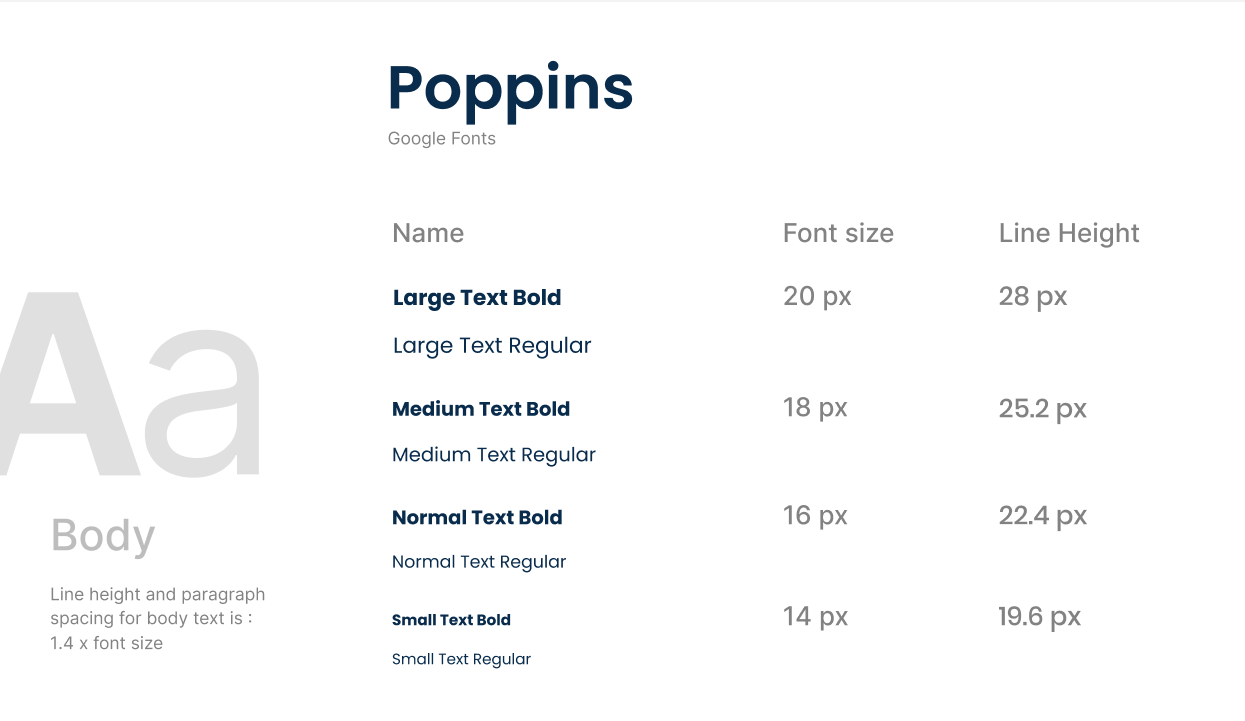 Poppins
Google Fonts
Name Font size Line Height
Large Text Bold 20 px 28 px
Large Text Regular
Medium Text Bold 18 px 25.2 px
Medium Text Regular
Normal Text Bold 16 px 22.4 px
Normal Text Regular
Small Text Bold 14 px 19.6 px
Small Text Regular
Aa
Body
Line height and paragraph
spacing for body text is :
1.4 x font size